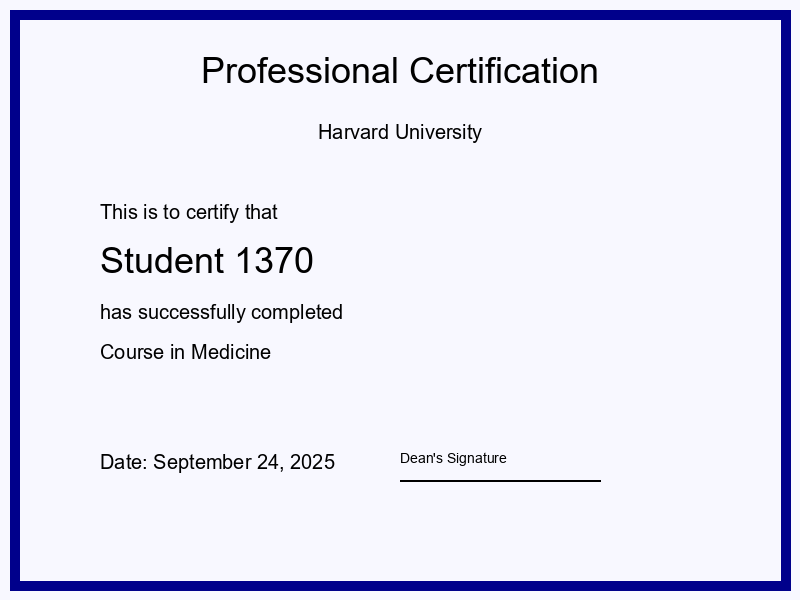 Professional Certification
Harvard University
This is to certify that
Student 1370
has successfully completed
Course in Medicine
Date: September 24, 2025
Dean's Signature